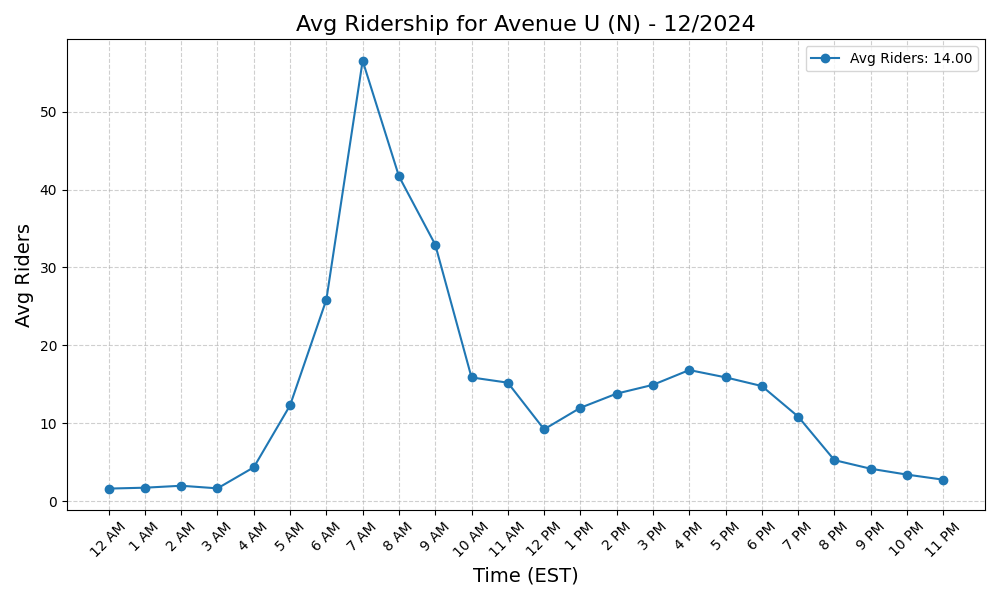 Avg Ridership for Avenue U (N) - 12/2024
Avg Riders: 14.00
Avg Riders
50
40
30
20
10
0
12 AM
1 AM
2 AM
3 AM
4 AM
5 AM
6 AM
7 AM
8 AM
9 AM
10 AM
11 AM
12 PM
1 PM
2 PM
3 PM
4 PM
5 PM
6 PM
7 PM
8 PM
9 PM
10 PM
11 PM
Time (EST)